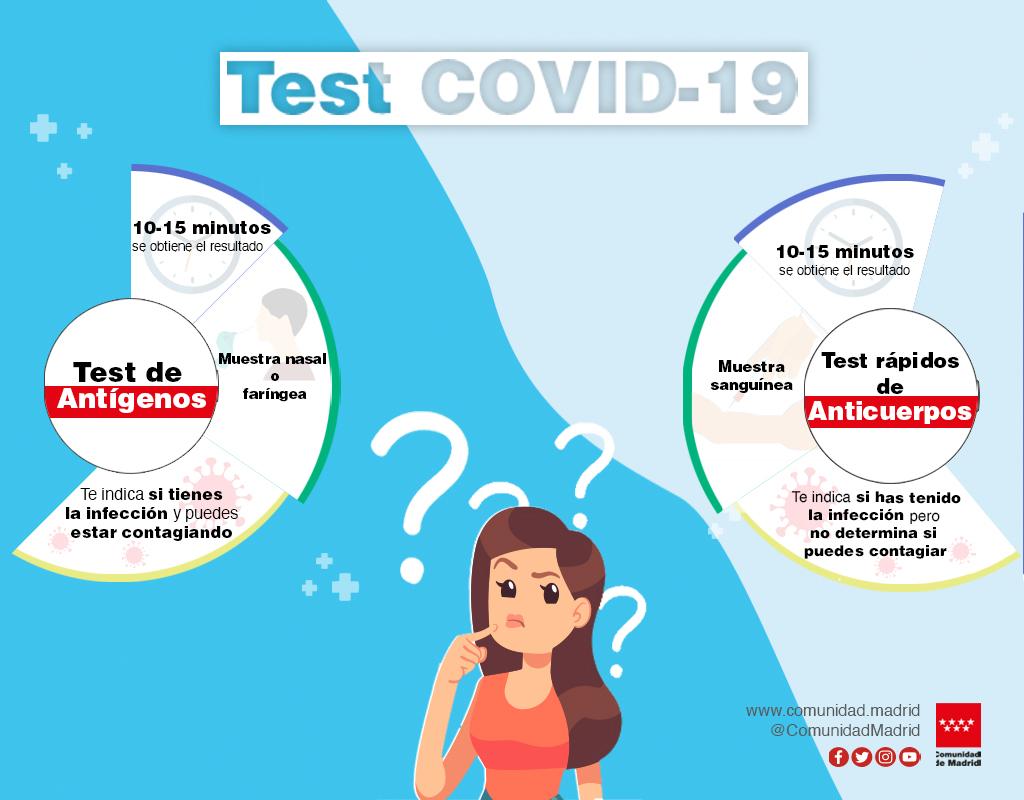 Test COVID-19
10-15 minutos
se obtiene el resultado
Muestra nasal
o
faríngea
Test de
Antígenos
Te indica si tienes
la infección y puedes
estar contagiando
10-15 minutos
se obtiene el resultado
Muestra
sanguínea
Test rápidos
de
Anticuerpos
Te indica si has tenido
la infección pero
no determina si
puedes contagiar
www.comunidad.madrid
@ComunidadMadrid
Comunidad
de Madrid